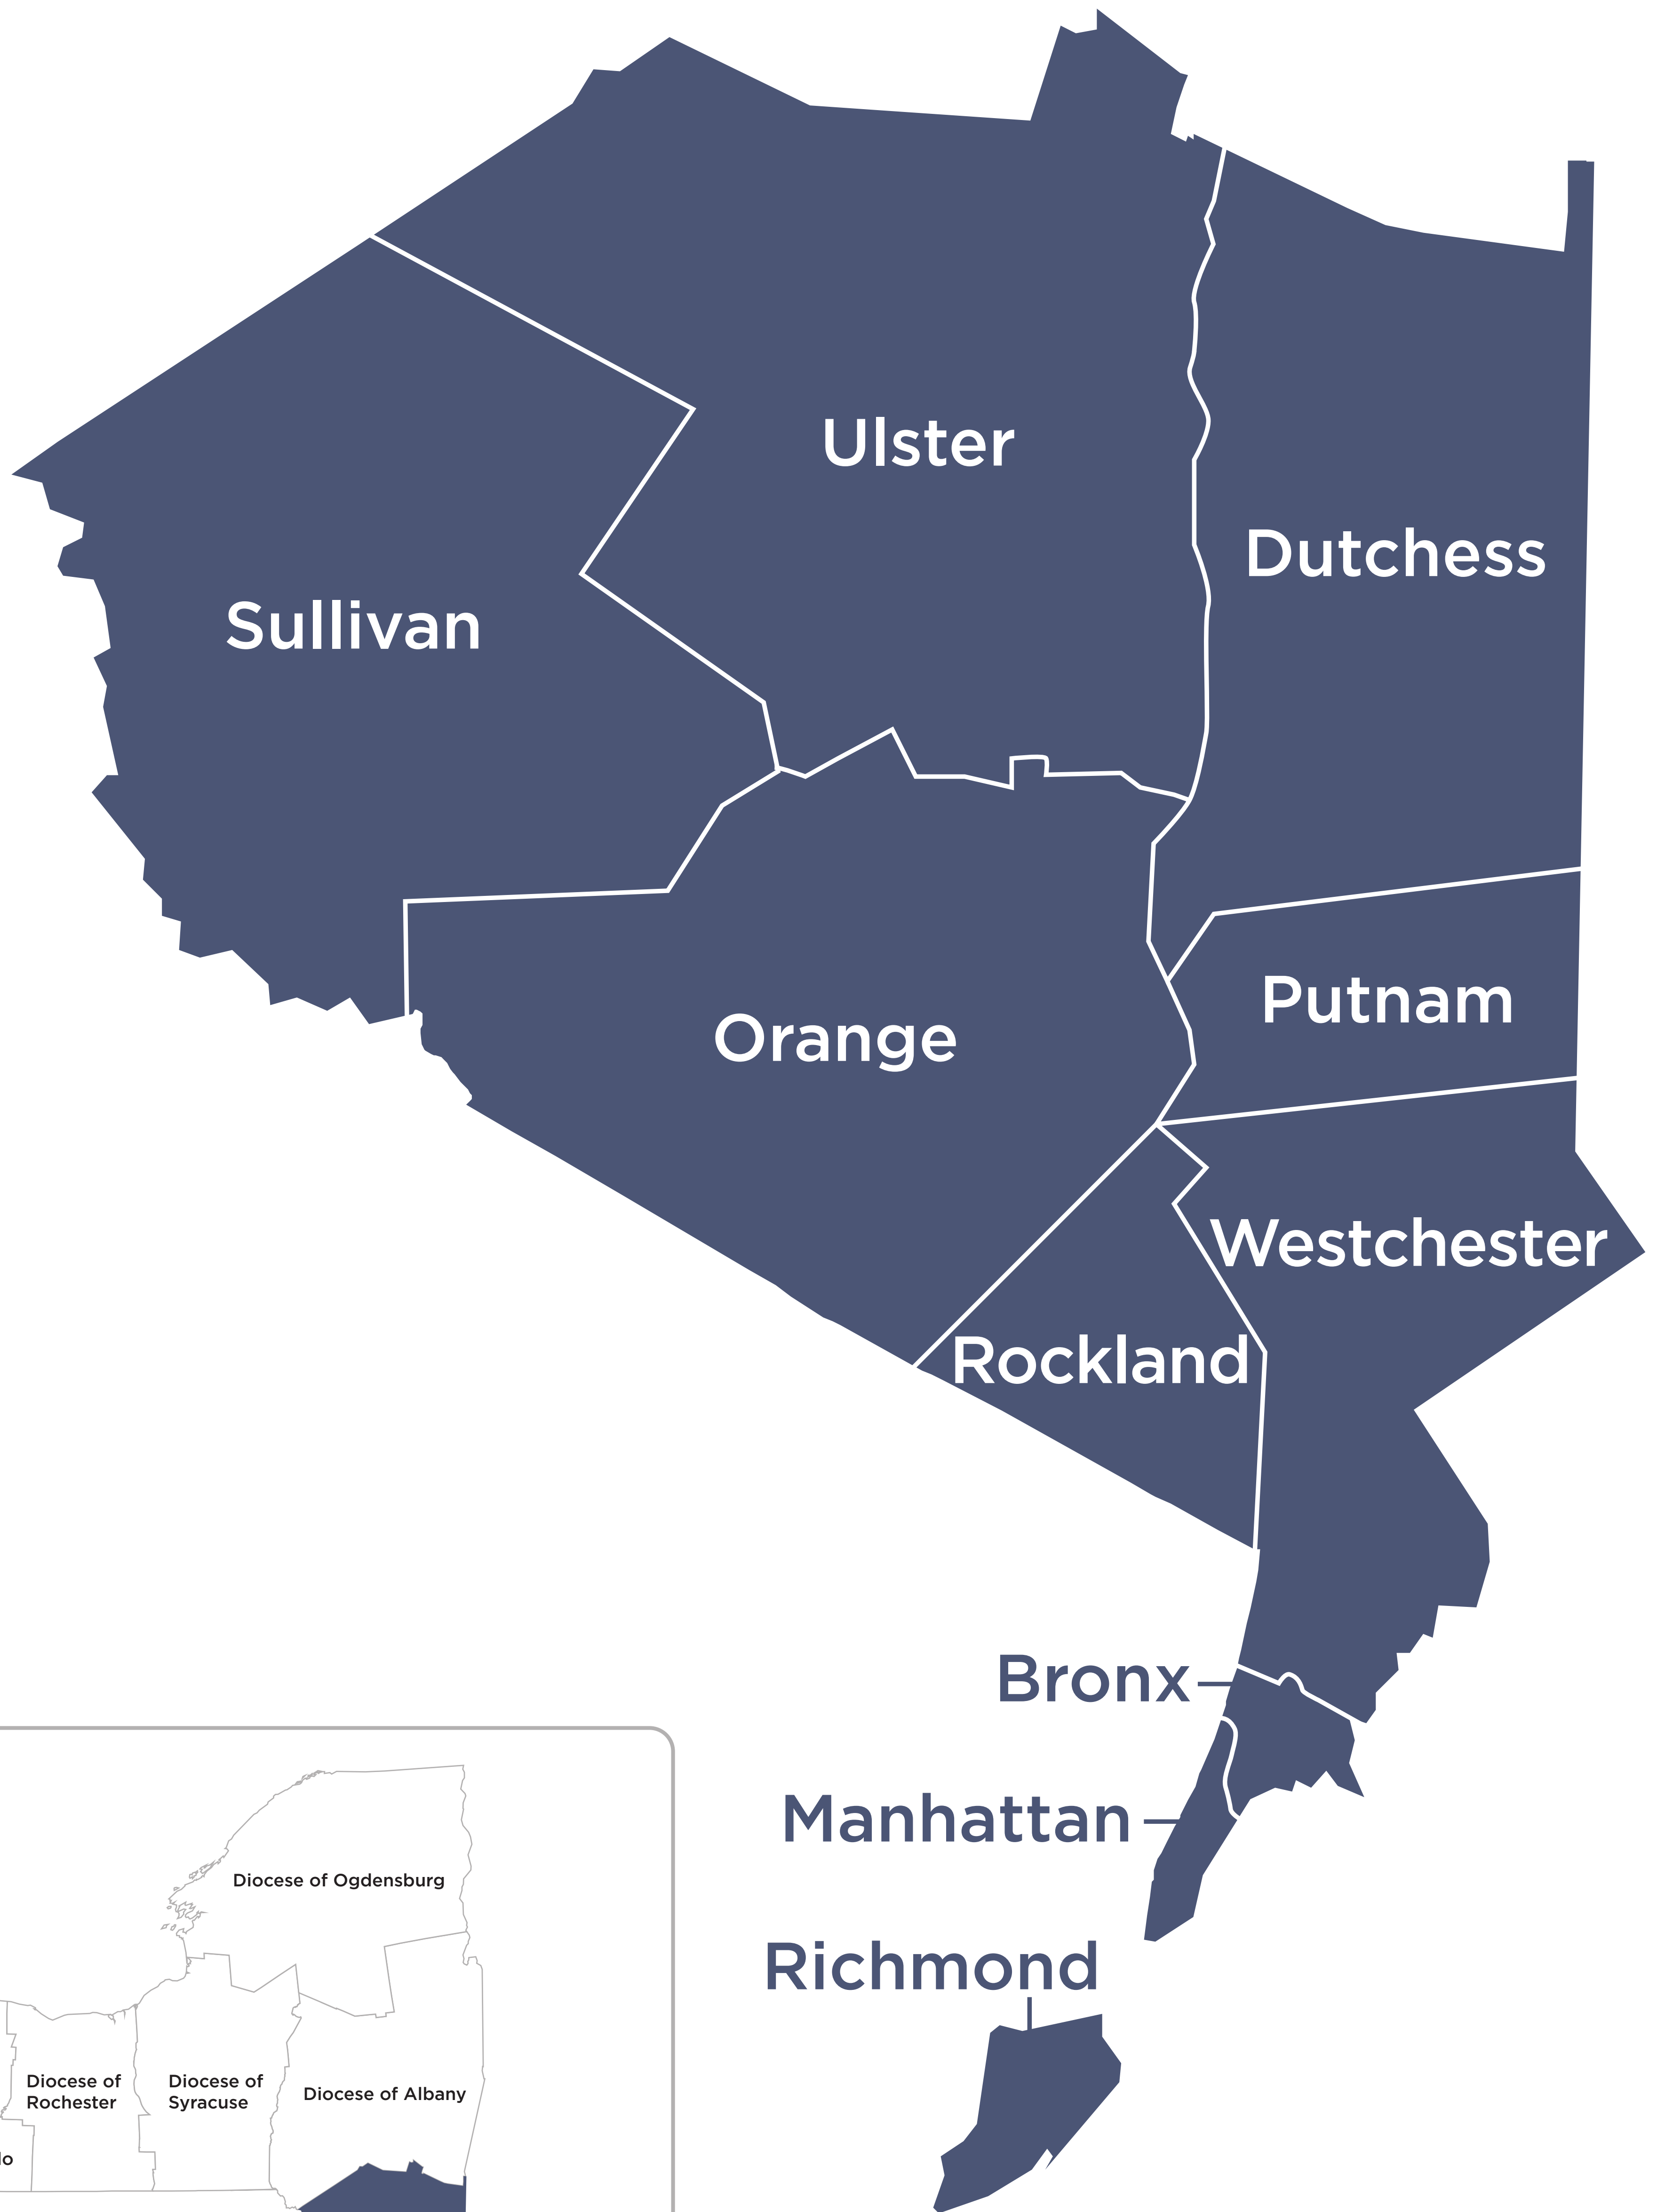 Ulster
Dutchess
Sullivan
Putnam
Orange
Westchester
Rockland
Bronx
Manhattan
Richmond
Diocese of Ogdensburg
Diocese of
Rochester
Diocese of
Syracuse
Diocese of Albany
lo